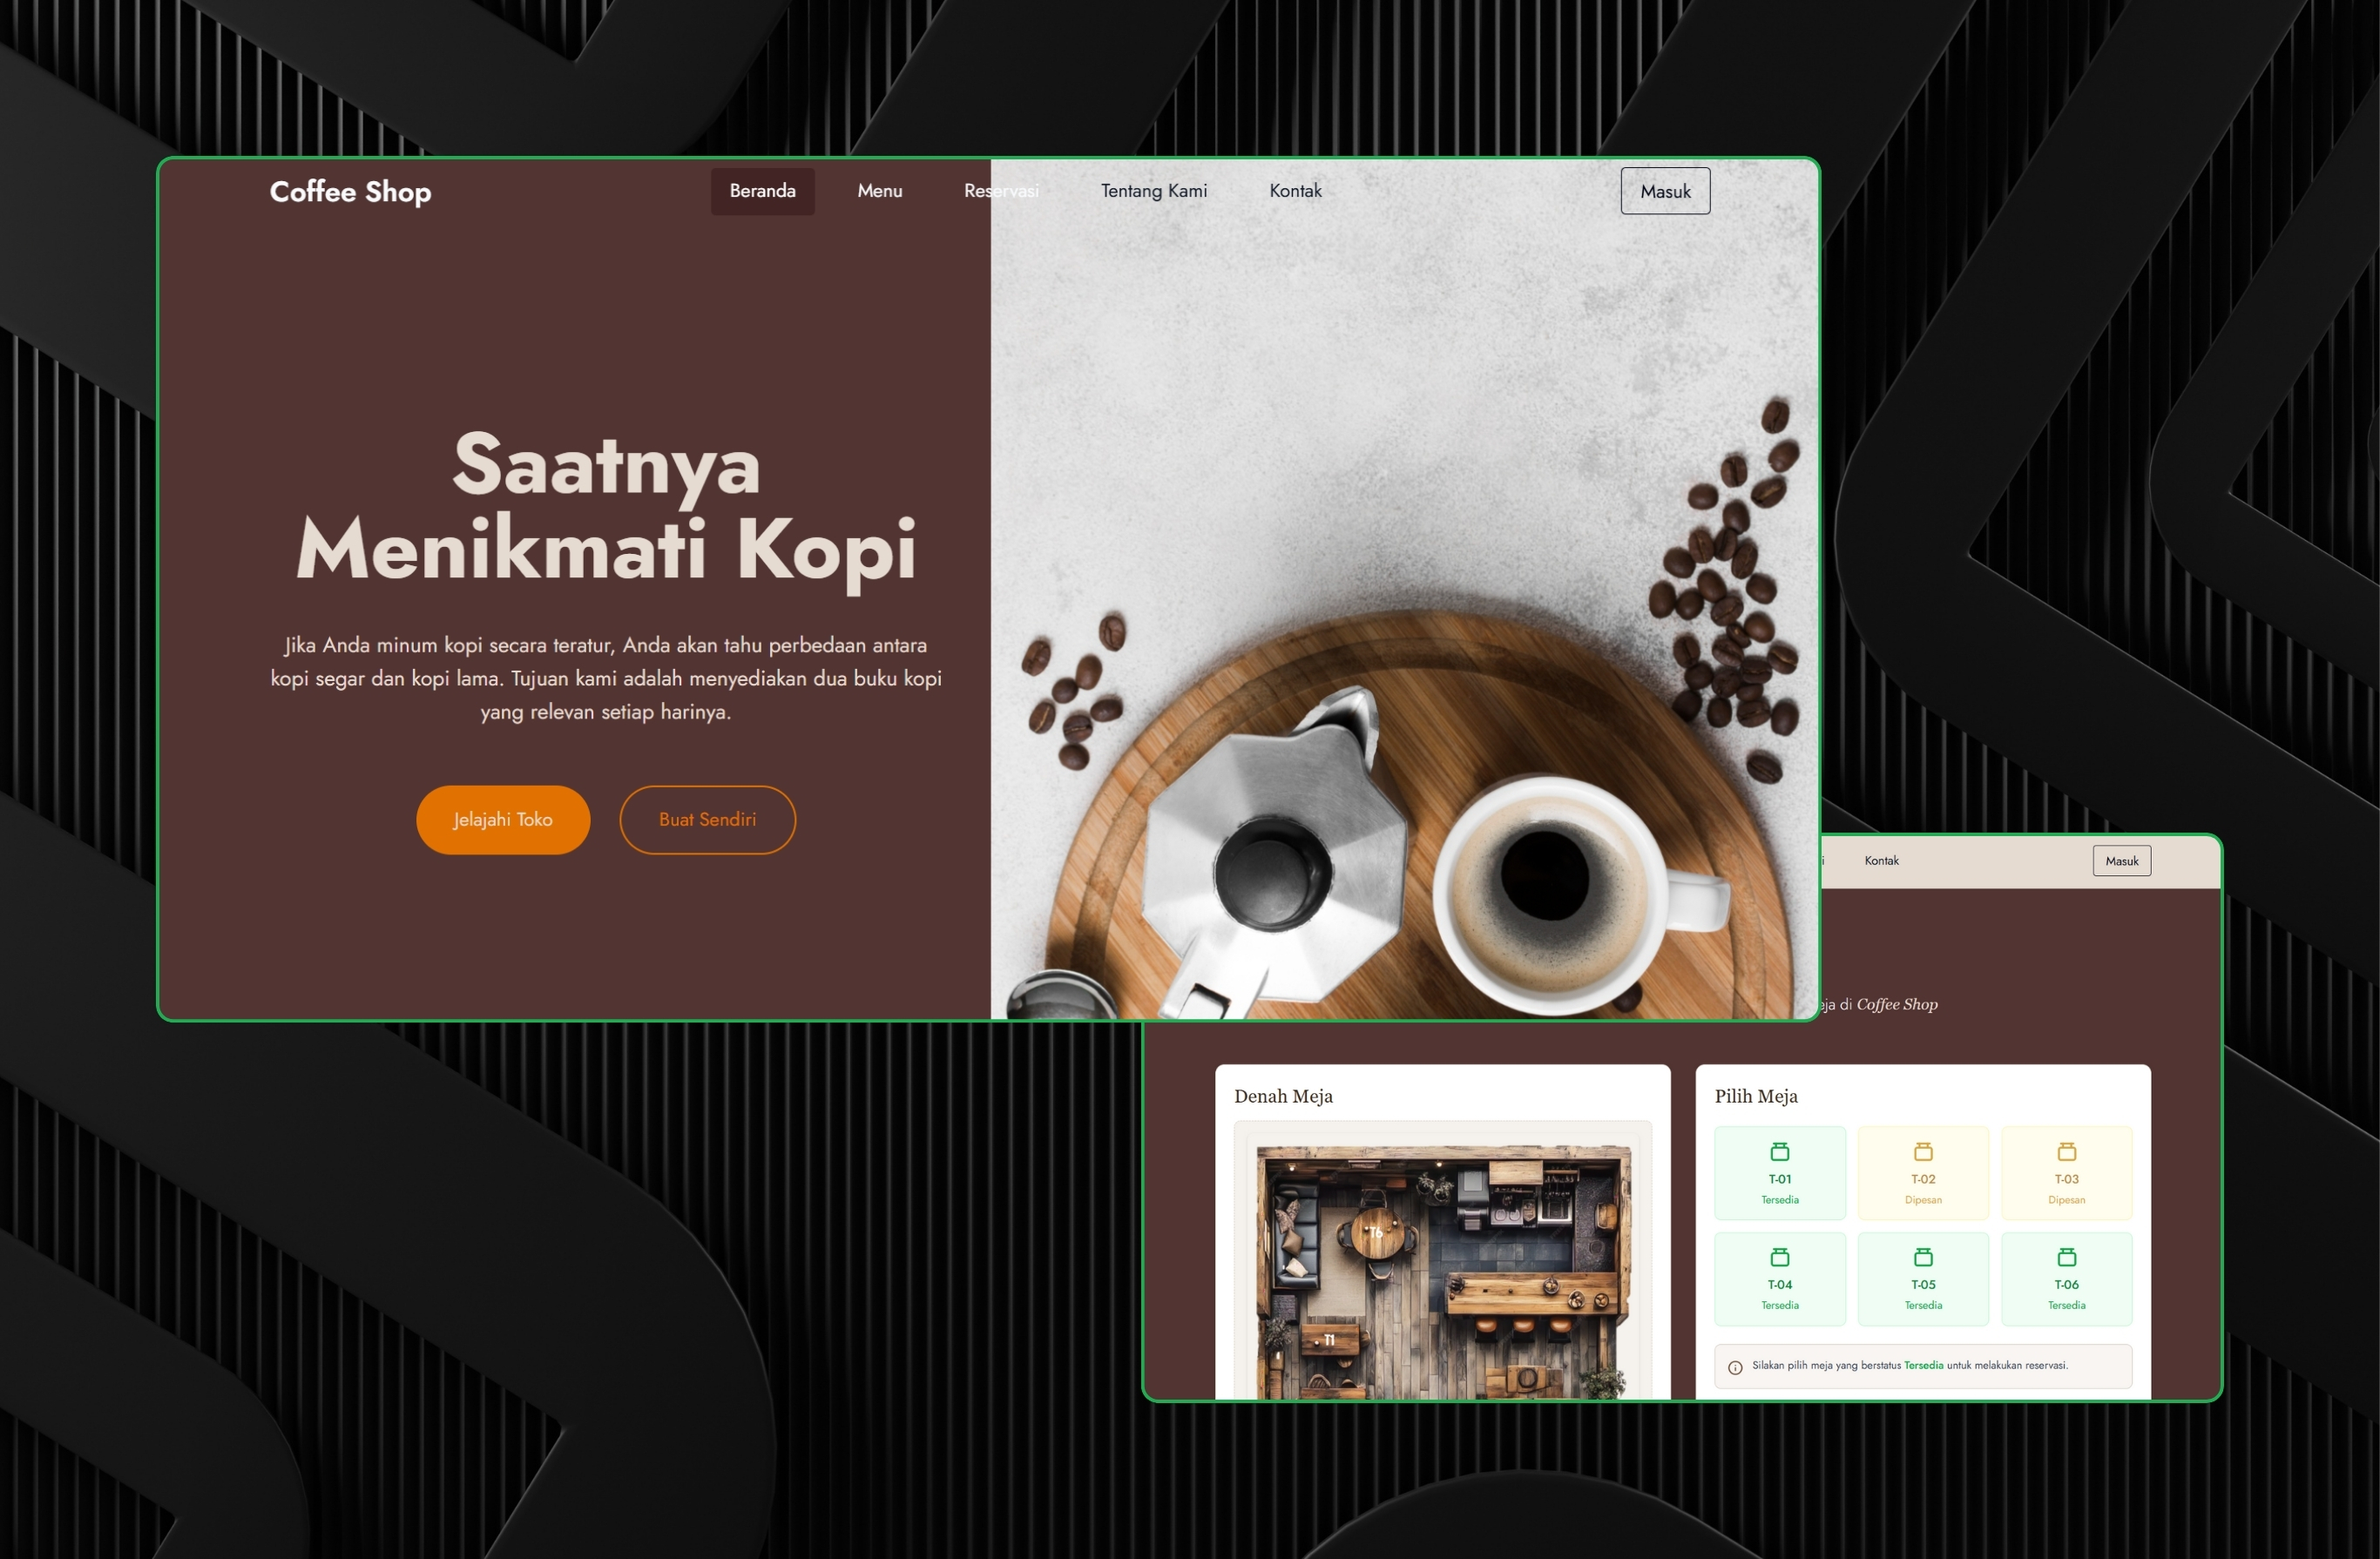 Coffee Shop
Beranda
Menu
Reservasi
Tentang Kami
Kontak
Masuk
Saatnya
Menikmati Kopi
Jika Anda minum kopi secara teratur, Anda akan tahu perbedaan antara
kopi segar dan kopi lama. Tujuan kami adalah menyediakan dua buku kopi
yang relevan setiap harinya.
Jelajahi Toko
Buat Sendiri
Kontak
Masuk
di Coffee Shop
Denah Meja
T6
T1
Pilih Meja
T-01
Tersedia
T-02
Dipesan
T-03
Dipesan
T-04
Tersedia
T-05
Tersedia
T-06
Tersedia
Silakan pilih meja yang berstatus Tersedia untuk melakukan reservasi.